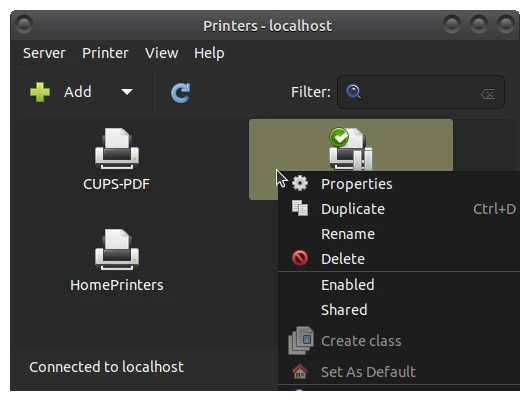 Printers - localhost
Server Printer View Help
Add Filter:
CUPS-PDF
HomePrinters
Properties
Duplicate Ctrl+D
Rename
Delete
Enabled
Shared
Create class
Set As Default
Connected to localhost